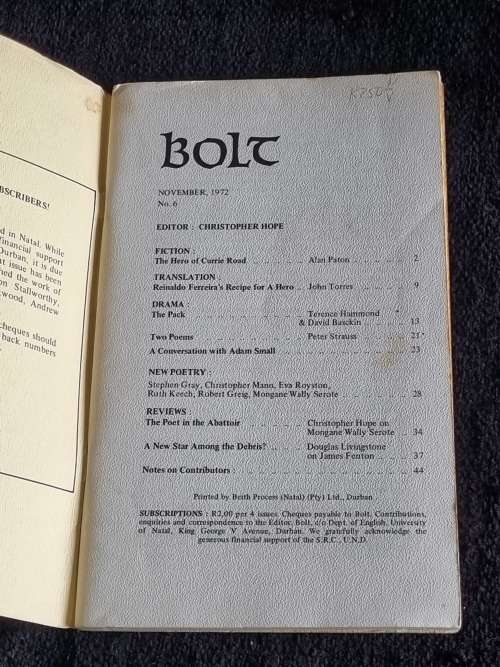 BSCRIBERS!
d in Natal. While
financial support
Durban, it is due
t issue has been
ed the work of
on Stallworthy,
twood, Andrew
cheques should
back numbers
BOLT
NOVEMBER, 1972
No. 6
EDITOR : CHRISTOPHER HOPE
FICTION :
The Hero of Currie Road . . . . . . Alan Paton . . . . . . 2
TRANSLATION :
Reinaldo Ferreira's Recipe for A Hero . . John Torres . . . . . . 9
DRAMA :
The Pack . . . . . . Terence Hammond
& David Basckin . . . . 13
Two Poems . . . . . . Peter Strauss . . . . 21
A Conversation with Adam Small . . . . . . 23
NEW POETRY :
Stephen Gray, Christopher Mann, Eva Royston,
Ruth Keech, Robert Greig, Mongane Wally Serote . . . . 28
REVIEWS
The Poet in the Abattoir . . . . . . Christopher Hope on
Mongane Wally Serote . . 34
A New Star Among the Debris? . . . . Douglas Livingstone
on James Fenton . . . . 37
Notes on Contributors : . . . . . . 44
Printed by Beith Process (Natal) (Pty) Ltd., Durban
SUBSCRIPTIONS : R2,00 per 4 issues. Cheques payable to Bolt. Contributions,
enquiries and correspondence to the Editor, Bolt, c/o Dept. of English, University
of Natal, King George V Avenue, Durban. We gratefully acknowledge the
generous financial support of the S.R.C., U.N.D.